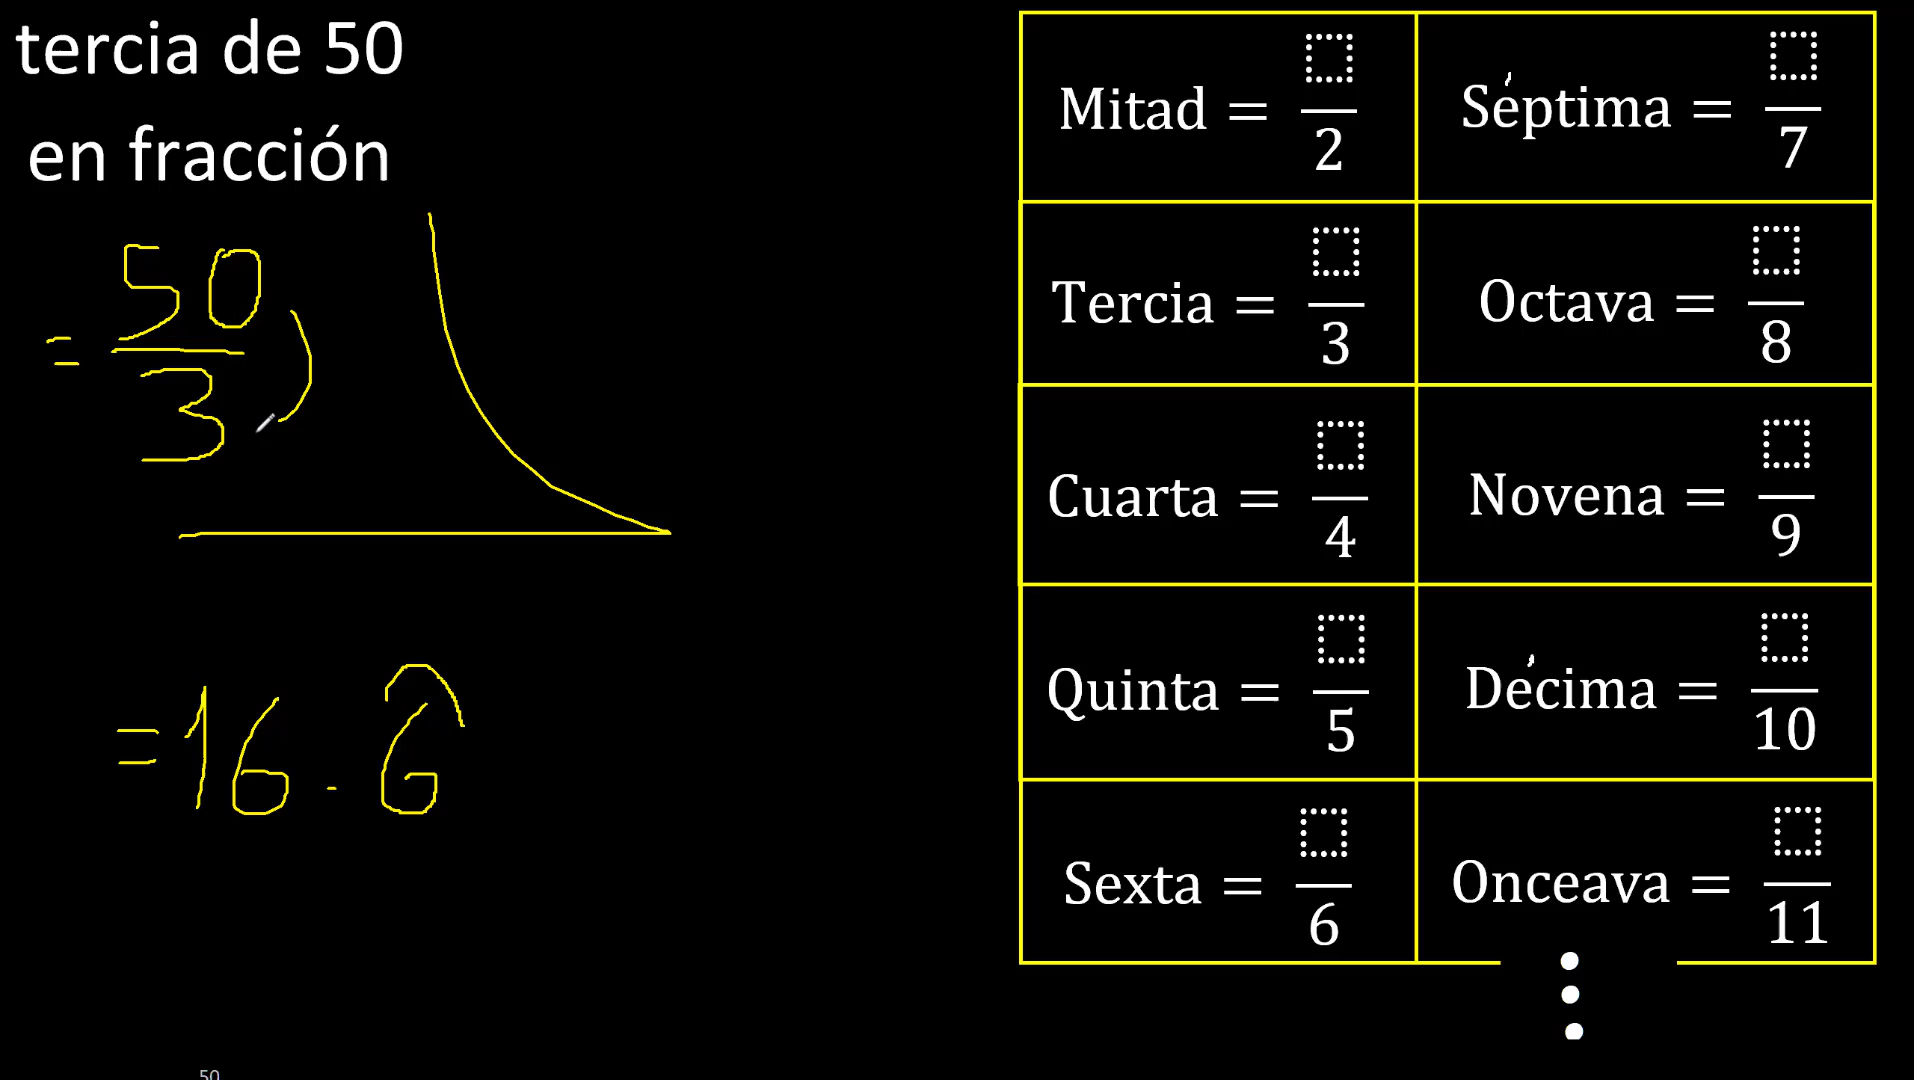 tercia de 50
en fracción
= 50/3
= 16.6̂
Mitad = ⬚/2
Séptima = ⬚/7
Tercia = ⬚/3
Octava = ⬚/8
Cuarta = ⬚/4
Novena = ⬚/9
Quinta = ⬚/5
Décima = ⬚/10
Sexta = ⬚/6
Onceava = ⬚/11
50